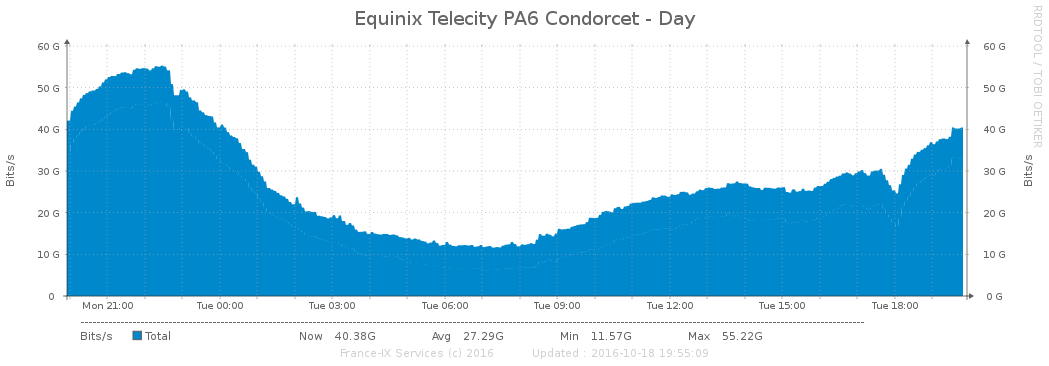 Equinix Telecity PA6 Condorcet - Day
RRDTOOL / TOBI OETIKER
Bits/s
60 G
50 G
40 G
30 G
20 G
10 G
0
60 G
50 G
40 G
30 G
20 G
10 G
0 G
Bits/s
Mon 21:00 Tue 00:00 Tue 03:00 Tue 06:00 Tue 09:00 Tue 12:00 Tue 15:00 Tue 18:00
Bits/s Total Now 40.38G Avg 27.29G Min 11.57G Max 55.22G
France-IX Services (c) 2016 Updated : 2016-10-18 19:55:09